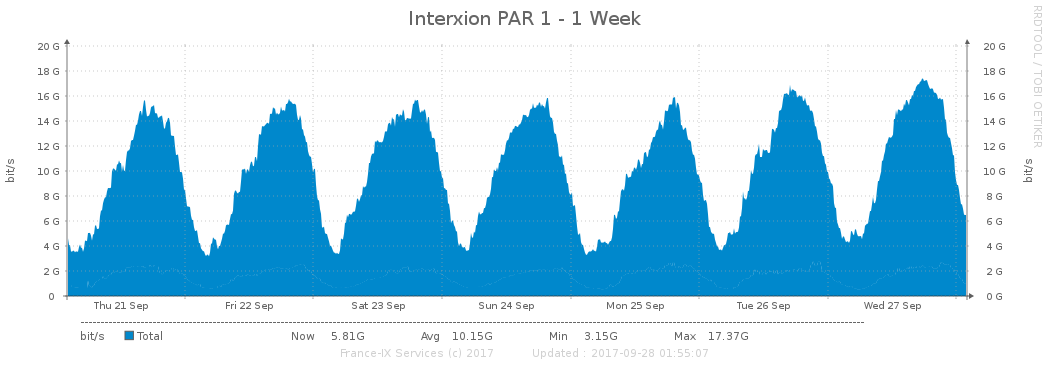 Interxion PAR 1 - 1 Week
RRDTOOL / TOBI OETIKER
bit/s
20 G 20 G
18 G 18 G
16 G 16 G
14 G 14 G
12 G 12 G
10 G 10 G
8 G 8 G
6 G 6 G
4 G 4 G
2 G 2 G
0 0 G
bit/s
Thu 21 Sep Fri 22 Sep Sat 23 Sep Sun 24 Sep Mon 25 Sep Tue 26 Sep Wed 27 Sep
bit/s Total Now 5.81G Avg 10.15G Min 3.15G Max 17.37G
France-IX Services (c) 2017 Updated : 2017-09-28 01:55:07